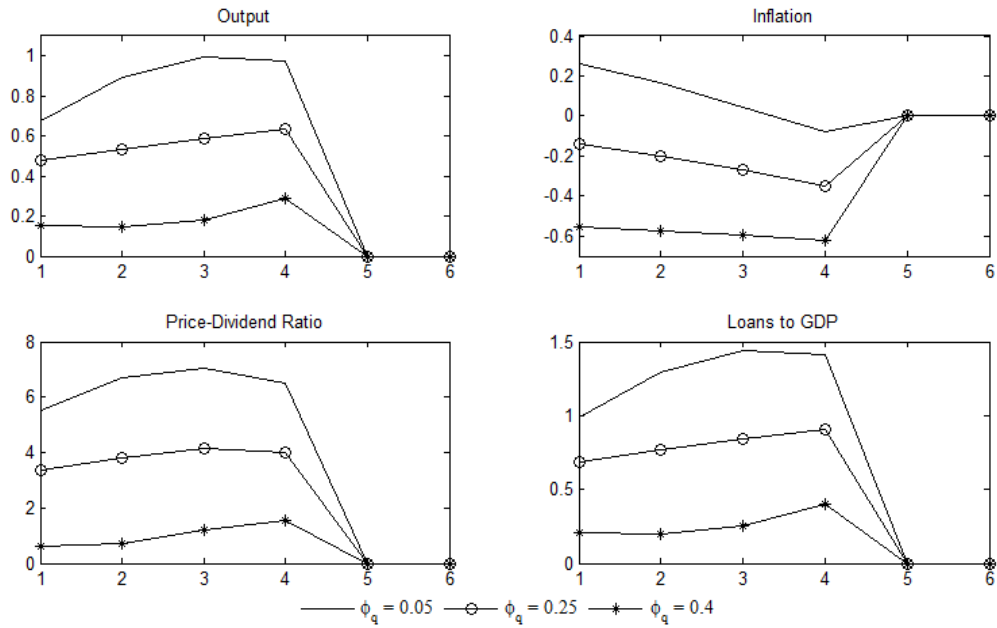 Output
1
0.8
0.6
0.4
0.2
0
1 2 3 4 5 6
Inflation
0.4
0.2
0
-0.2
-0.4
-0.6
1 2 3 4 5 6
Price-Dividend Ratio
8
6
4
2
0
1 2 3 4 5 6
Loans to GDP
1.5
1
0.5
0
1 2 3 4 5 6
ϕq = 0.05 ϕq = 0.25 ϕq = 0.4